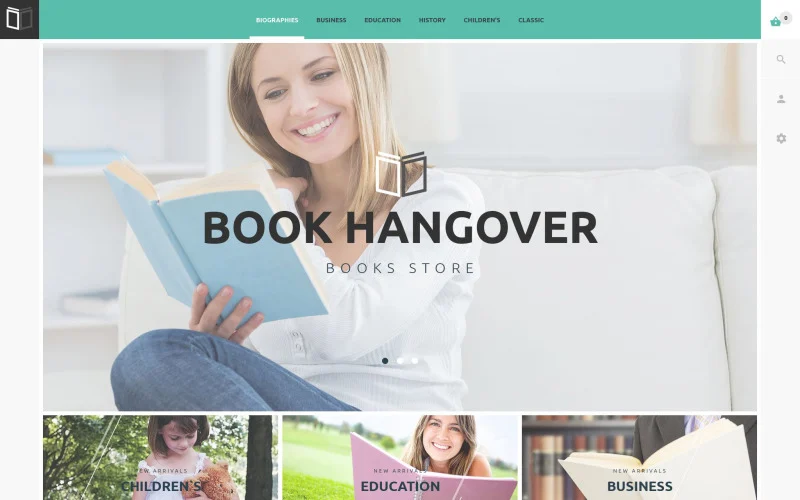 BIOGRAPHIES BUSINESS EDUCATION HISTORY CHILDREN'S CLASSIC
0
BOOK HANGOVER
BOOKS STORE
NEW ARRIVALS
CHILDREN`S
NEW ARRIVALS
EDUCATION
NEW ARRIVALS
BUSINESS